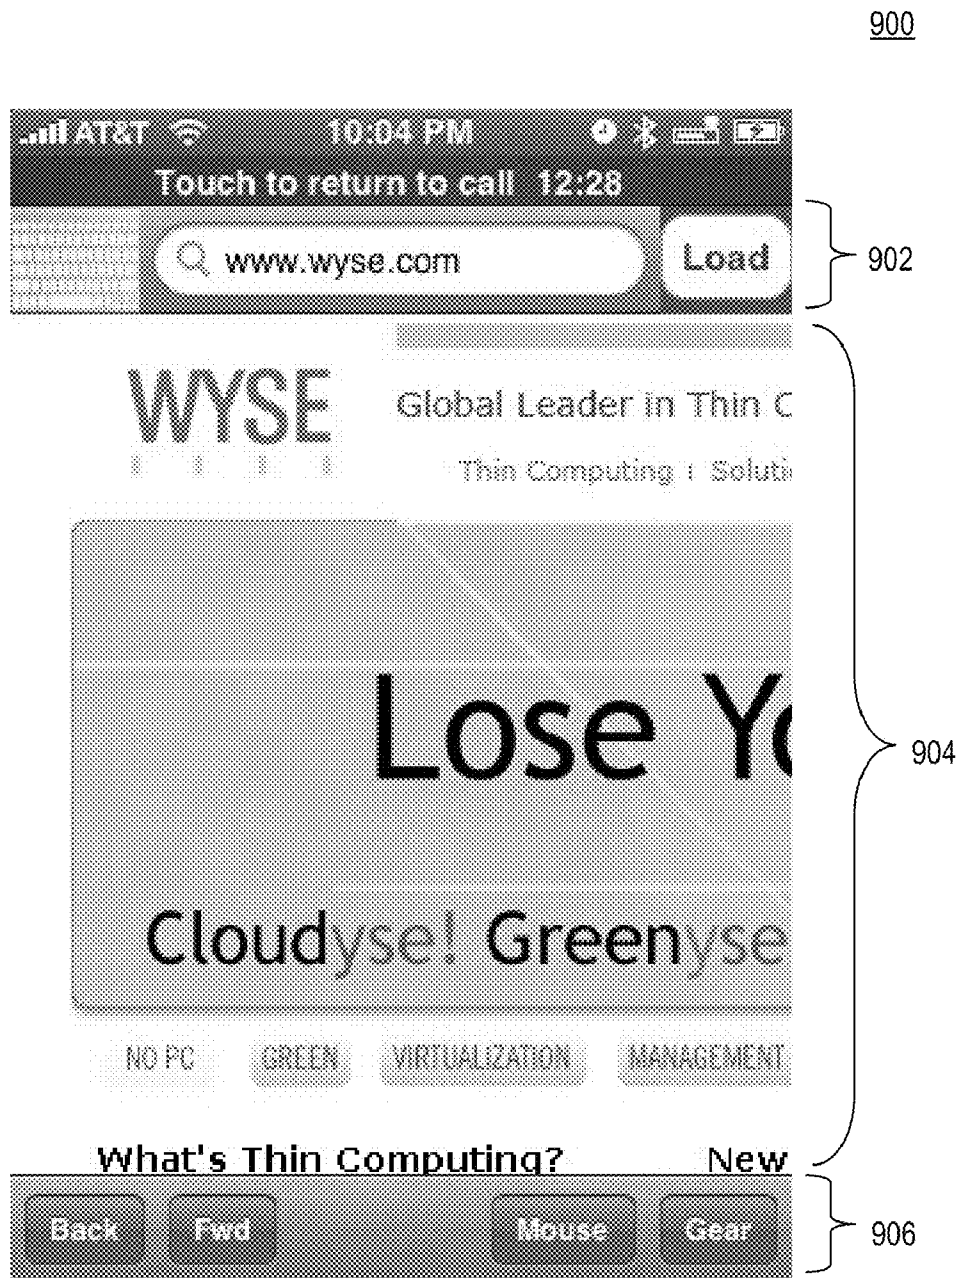 900
AT&T 10:04 PM
Touch to return to call 12:28
www.wyse.com Load
902
WYSE
Global Leader in Thin C
Thin Computing | Soluti
Lose Yo
904
Cloudyse! Greenyse
NO PC GREEN VIRTUALIZATION MANAGEMENT
What's Thin Computing? New
Back Fwd Mouse Gear
906